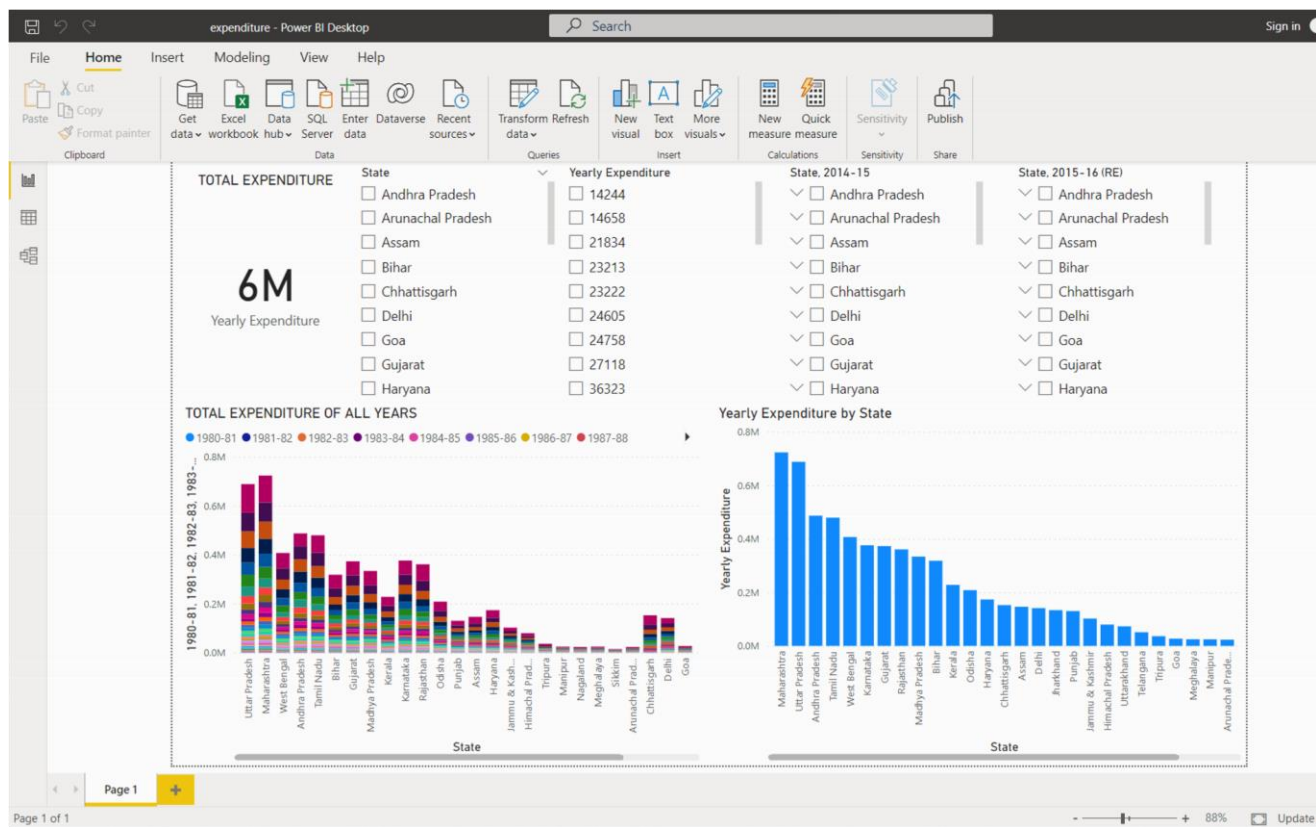 expenditure - Power BI Desktop
Search
Sign in
File Home Insert Modeling View Help
Paste
Cut
Copy
Format painter
Clipboard
Get data
Excel workbook
Data hub
SQL Server
Enter data
Dataverse
Recent sources
Data
Transform data
Refresh
Queries
New visual
Text box
More visuals
Insert
New measure
Quick measure
Calculations
Sensitivity
Sensitivity
Publish
Share
TOTAL EXPENDITURE
6M
Yearly Expenditure
State
Andhra Pradesh
Arunachal Pradesh
Assam
Bihar
Chhattisgarh
Delhi
Goa
Gujarat
Haryana
Yearly Expenditure
14244
14658
21834
23213
23222
24605
24758
27118
36323
State, 2014-15
Andhra Pradesh
Arunachal Pradesh
Assam
Bihar
Chhattisgarh
Delhi
Goa
Gujarat
Haryana
State, 2015-16 (RE)
Andhra Pradesh
Arunachal Pradesh
Assam
Bihar
Chhattisgarh
Delhi
Goa
Gujarat
Haryana
TOTAL EXPENDITURE OF ALL YEARS
1980-81 1981-82 1982-83 1983-84 1984-85 1985-86 1986-87 1987-88
1980-81, 1981-82, 1982-83, 1983-...
0.8M
0.6M
0.4M
0.2M
0.0M
Uttar Pradesh
Maharashtra
West Bengal
Andhra Pradesh
Tamil Nadu
Bihar
Gujarat
Madhya Pradesh
Kerala
Karnataka
Rajasthan
Odisha
Punjab
Assam
Haryana
Jammu & Kash...
Himachal Prad...
Tripura
Manipur
Nagaland
Meghalaya
Sikkim
Arunachal Prad...
Chhattisgarh
Delhi
Goa
State
Yearly Expenditure by State
Yearly Expenditure
0.8M
0.6M
0.4M
0.2M
0.0M
Maharashtra
Uttar Pradesh
Andhra Pradesh
Tamil Nadu
West Bengal
Karnataka
Gujarat
Rajasthan
Madhya Pradesh
Bihar
Kerala
Odisha
Haryana
Chhattisgarh
Assam
Delhi
Jharkhand
Punjab
Jammu & Kashmir
Himachal Pradesh
Uttarakhand
Telangana
Tripura
Goa
Meghalaya
Manipur
Arunachal Prade...
State
Page 1
Page 1 of 1
88%
Update